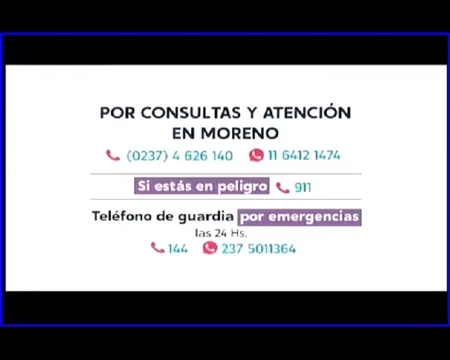 POR CONSULTAS Y ATENCIÓN
EN MORENO
(0237) 4 626 140 11 6412 1474
Si estás en peligro 911
Teléfono de guardia por emergencias
las 24 Hs.
144 237 5011364